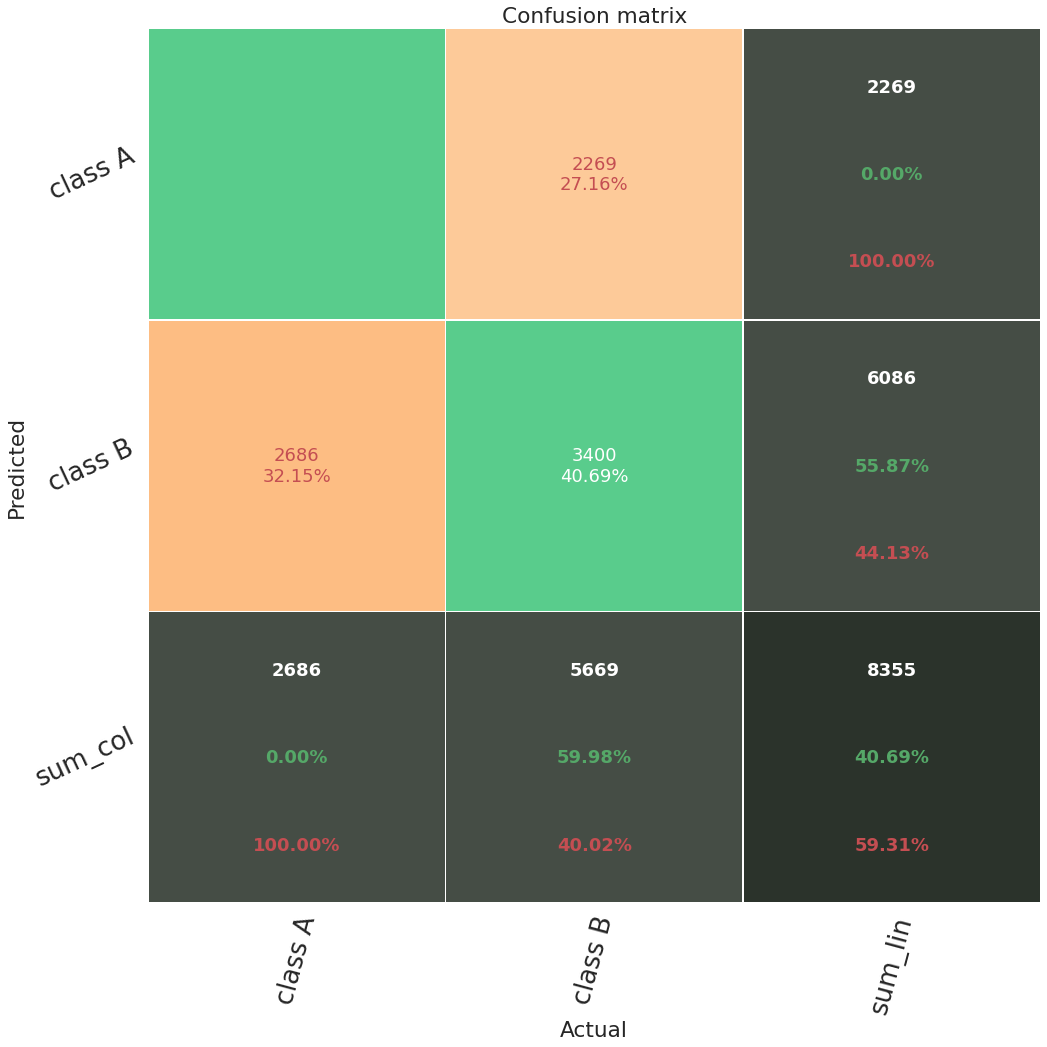 Confusion matrix
class A
2269
27.16%
2269
0.00%
100.00%
Predicted
class B
2686
32.15%
3400
40.69%
6086
55.87%
44.13%
sum_col
2686
0.00%
100.00%
5669
59.98%
40.02%
8355
40.69%
59.31%
class A
class B
sum_lin
Actual